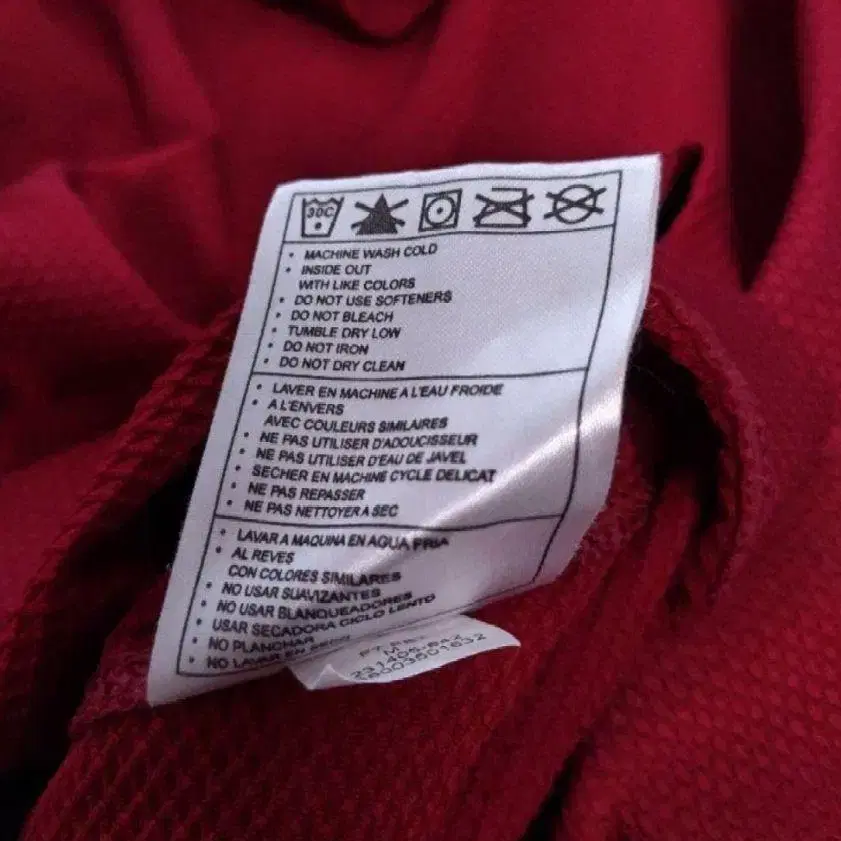 30C
• MACHINE WASH COLD
• INSIDE OUT
WITH LIKE COLORS
• DO NOT USE SOFTENERS
• DO NOT BLEACH
• TUMBLE DRY LOW
• DO NOT IRON
• DO NOT DRY CLEAN
• LAVER EN MACHINE A L'EAU FROIDE
• A L'ENVERS
AVEC COULEURS SIMILAIRES
• NE PAS UTILISER D'ADOUCISSEUR
• NE PAS UTILISER D'EAU DE JAVEL
• SECHER EN MACHINE CYCLE DELICAT
• NE PAS REPASSER
• NE PAS NETTOYER A SEC
• LAVAR A MAQUINA EN AGUA FRIA
• AL REVES
CON COLORES SIMILARES
• NO USAR SUAVIZANTES
• NO USAR BLANQUEADORES
• USAR SECADORA CICLO LENTO
• NO PLANCHAR
• NO LAVAR EN SECO
M